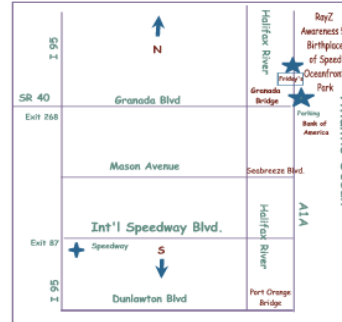 I 95
N
Halifax River
RayZ
Awareness
Birthplace
of Speed
Oceanfront
Park
Friday's
SR 40
Granada Blvd
Granada
Bridge
Exit 268
Parking
Bank of
America
Mason Avenue
Seabreeze Blvd.
A1A
Int'l Speedway Blvd.
Halifax River
Exit 87
Speedway
S
I 95
Dunlawton Blvd
Port Orange
Bridge